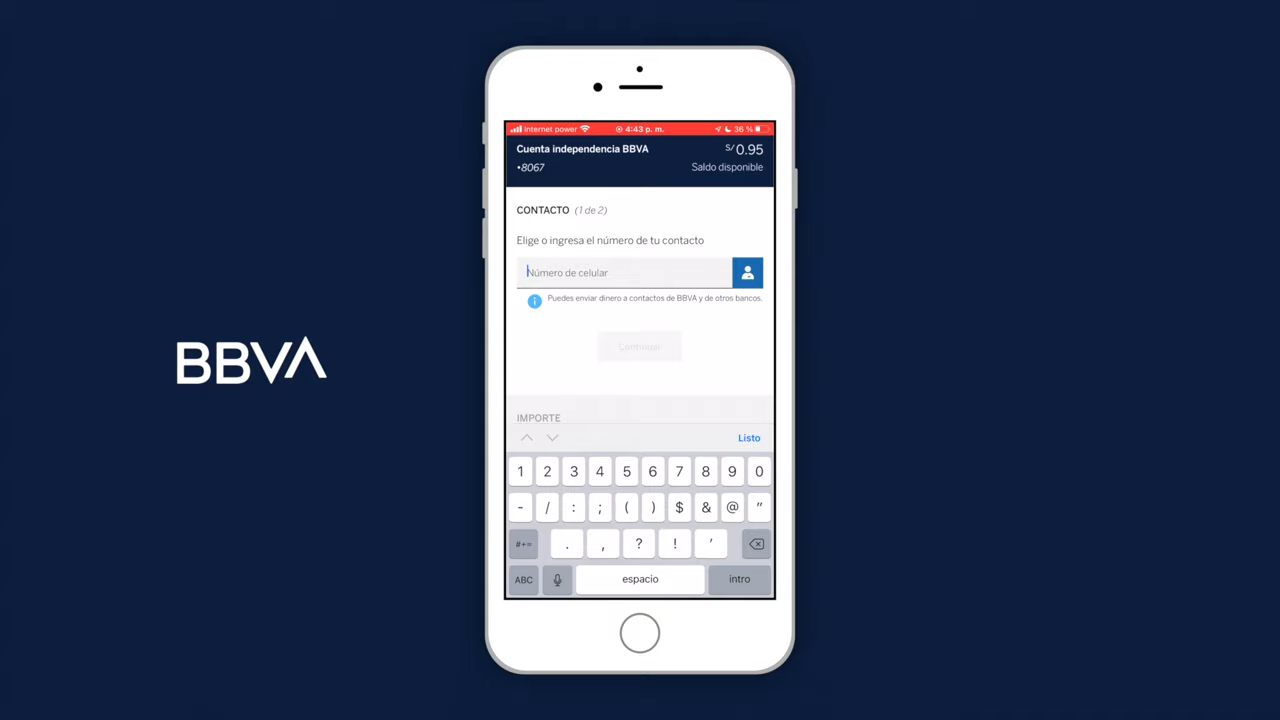 Internet power 4:43 p. m. 36 %
Cuenta independencia BBVA S/ 0.95
•8067 Saldo disponible
CONTACTO (1 de 2)
Elige o ingresa el número de tu contacto
Número de celular
Puedes enviar dinero a contactos de BBVA y de otros bancos.
Continuar
BBVA
IMPORTE
Listo
1 2 3 4 5 6 7 8 9 0
- / : ; ( ) $ & @ "
#+= . , ? ! '
ABC espacio intro